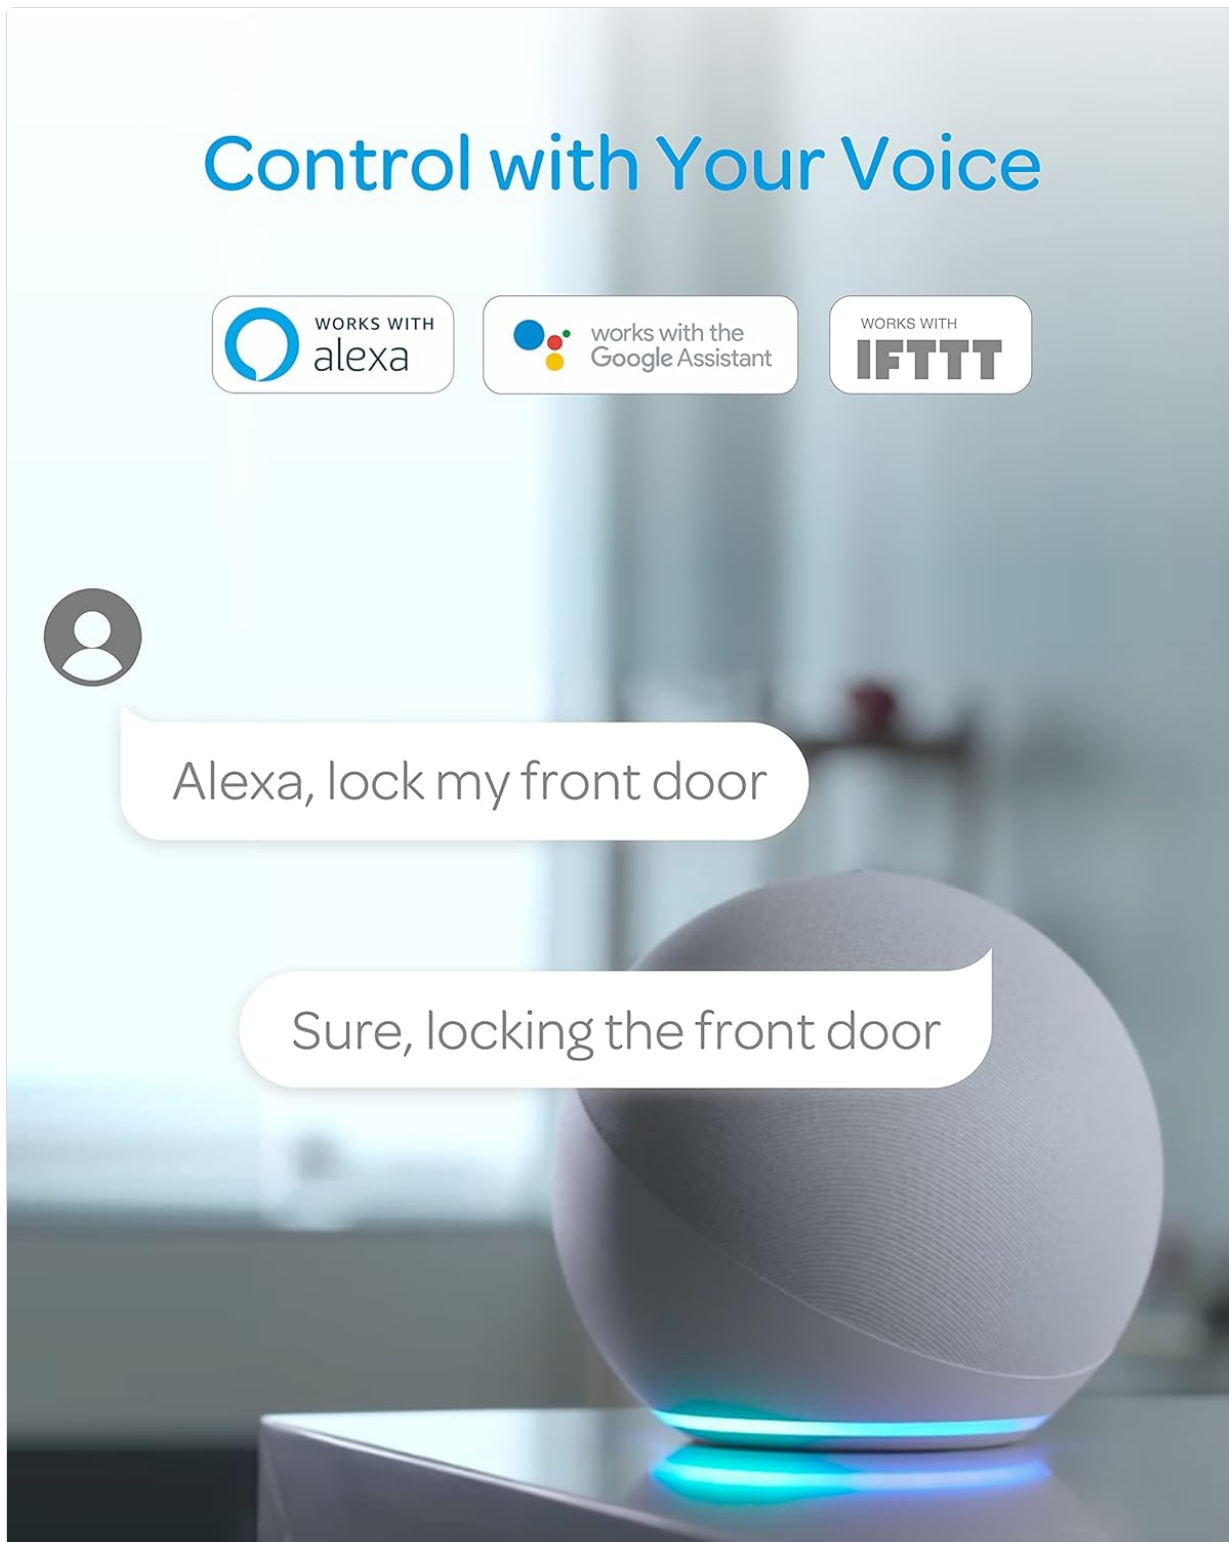 Control with Your Voice
WORKS WITH
alexa
works with the
Google Assistant
WORKS WITH
IFTTT
Alexa, lock my front door
Sure, locking the front door